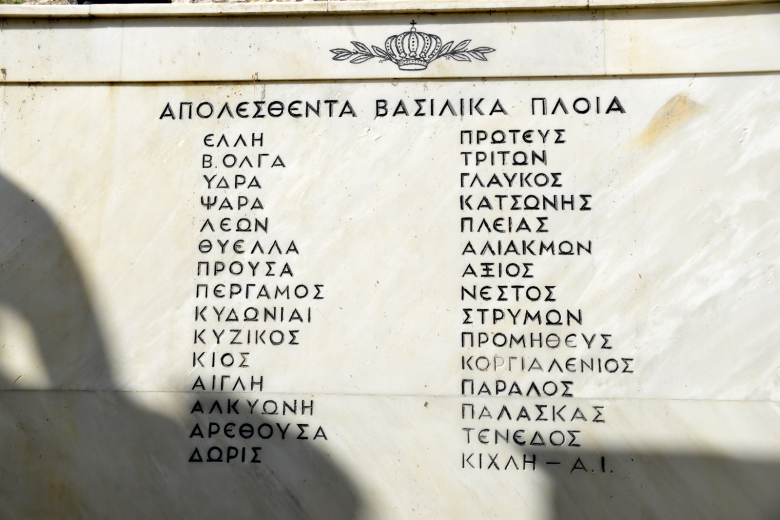 ΑΠΟΛΕΣΘΕΝΤΑ ΒΑΣΙΛΙΚΑ ΠΛΟΙΑ
ΕΛΛΗ
Β. ΟΛΓΑ
ΥΔΡΑ
ΨΑΡΑ
ΛΕΩΝ
ΘΥΕΛΛΑ
ΠΡΟΥΣΑ
ΠΕΡΓΑΜΟΣ
ΚΥΔΩΝΙΑΙ
ΚΥΖΙΚΟΣ
ΚΙΟΣ
ΑΙΓΛΗ
ΑΛΚΥΩΝΗ
ΑΡΕΘΟΥΣΑ
ΔΩΡΙΣ
ΠΡΩΤΕΥΣ
ΤΡΙΤΩΝ
ΓΛΑΥΚΟΣ
ΚΑΤΣΩΝΗΣ
ΠΛΕΙΑΣ
ΑΛΙΑΚΜΩΝ
ΑΞΙΟΣ
ΝΕΣΤΟΣ
ΣΤΡΥΜΩΝ
ΠΡΟΜΗΘΕΥΣ
ΚΟΡΓΙΑΛΕΝΙΟΣ
ΠΑΡΑΛΟΣ
ΠΑΛΑΣΚΑΣ
ΤΕΝΕΔΟΣ
ΚΙΧΛΗ – Α.Ι.